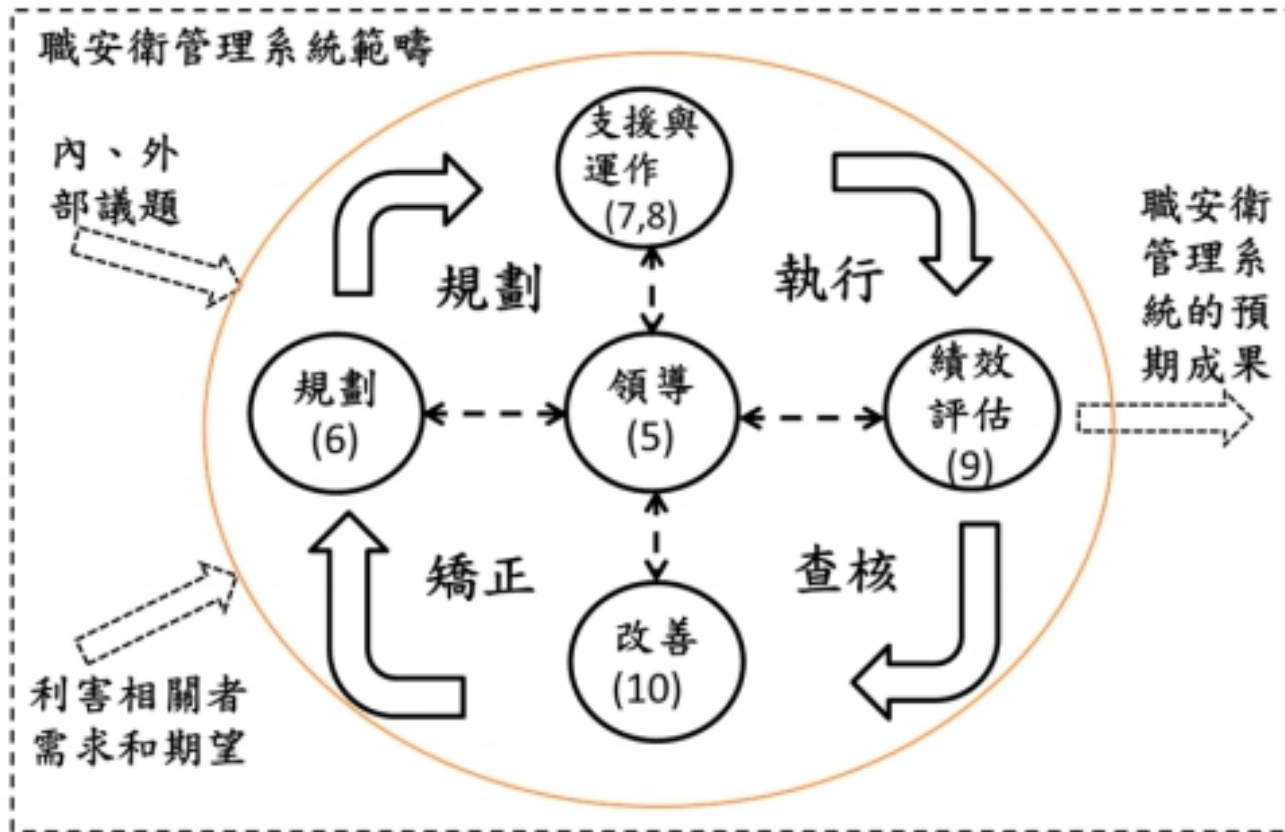 職安衛管理系統範疇
內、外
部議題
支援與
運作
(7,8)
規劃
執行
職安衛
管理系
統的預
期成果
規劃
(6)
領導
(5)
績效
評估
(9)
矯正
查核
改善
(10)
利害相關者
需求和期望